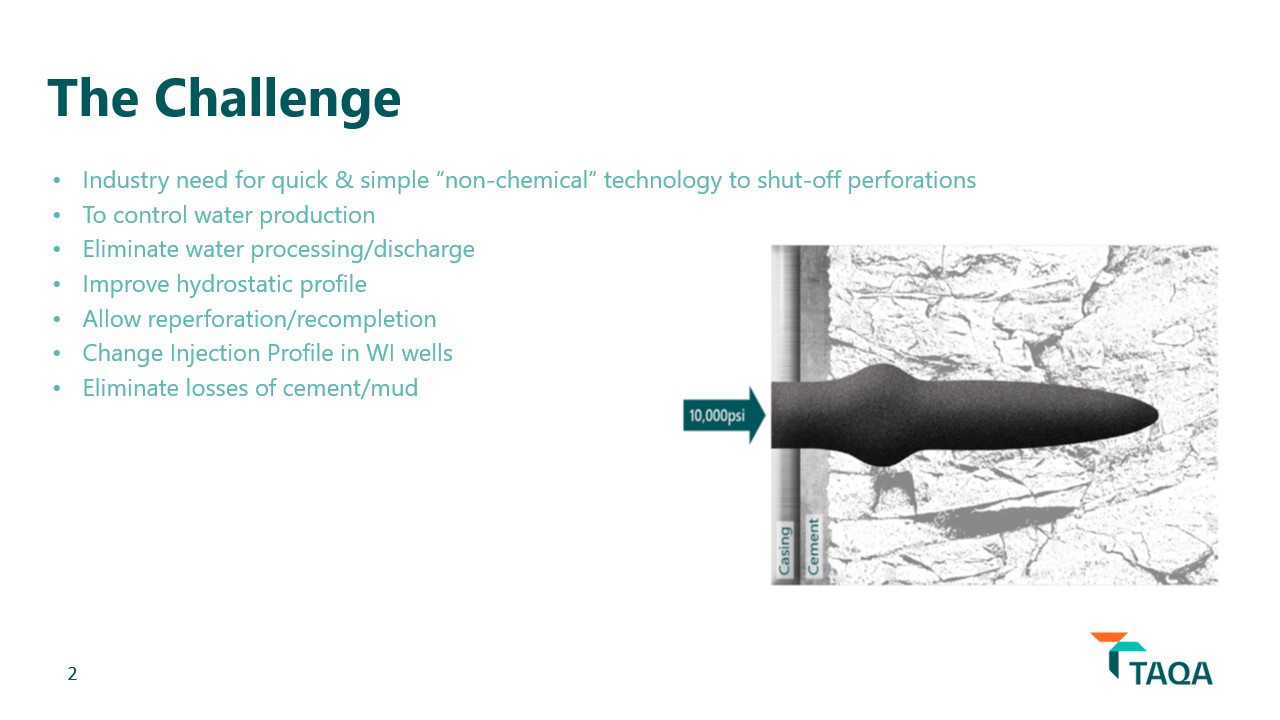 The Challenge
• Industry need for quick & simple “non-chemical” technology to shut-off perforations
• To control water production
• Eliminate water processing/discharge
• Improve hydrostatic profile
• Allow reperforation/recompletion
• Change Injection Profile in WI wells
• Eliminate losses of cement/mud
10,000psi
Casing
Cement
2
TAQA